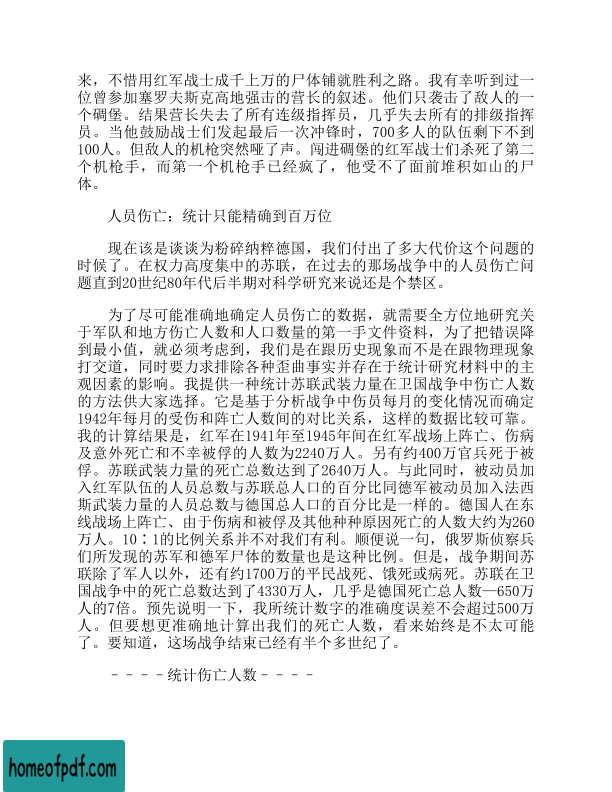 来，不惜用红军战士成千上万的尸体铺就胜利之路。我有幸听到过一
位曾参加塞罗夫斯克高地强击的营长的叙述。他们只袭击了敌人的一
个碉堡。结果营长失去了所有连级指挥员，几乎失去所有的排级指挥
员。当他鼓励战士们发起最后一次冲锋时，700多人的队伍剩下不到
100人。但敌人的机枪突然哑了声。闯进碉堡的红军战士们杀死了第二
个机枪手，而第一个机枪手已经疯了，他受不了面前堆积如山的尸
体。
人员伤亡：统计只能精确到百万位
现在该是谈谈为粉碎纳粹德国，我们付出了多大代价这个问题的
时候了。在权力高度集中的苏联，在过去的那场战争中的人员伤亡问
题直到20世纪80年代后半期对科学研究来说还是个禁区。
为了尽可能准确地确定人员伤亡的数据，就需要全方位地研究关
于军队和地方伤亡人数和人口数量的第一手文件资料，为了把错误降
到最小值，就必须考虑到，我们是在跟历史现象而不是在跟物理现象
打交道，同时要力求排除各种歪曲事实并存在于统计研究材料中的主
观因素的影响。我提供一种统计苏联武装力量在卫国战争中伤亡人数
的方法供大家选择。它是基于分析战争中伤员每月的变化情况而确定
1942年每月的受伤和阵亡人数间的对比关系，这样的数据比较可靠。
我的计算结果是，红军在1941年至1945年间在红军战场上阵亡、伤病
及意外死亡和不幸被俘的人数为2240万人。另有约400万官兵死于被
俘。苏联武装力量的死亡总数达到了2640万人。与此同时，被动员加
入红军队伍的人员总数与苏联总人口的百分比同德军被动员加入法西
斯武装力量的人员总数与德国总人口的百分比是一样的。德国人在东
线战场上阵亡、由于伤病和被俘及其他种种原因死亡的人数大约为260
万人。10∶1的比例关系并不对我们有利。顺便说一句，俄罗斯侦察兵
们所发现的苏军和德军尸体的数量也是这种比例。但是，战争期间苏
联除了军人以外，还有约1700万的平民战死、饿死或病死。苏联在卫
国战争中的死亡总数达到了4330万人，几乎是德国死亡总人数—650万
人的7倍。预先说明一下，我所统计数字的准确度误差不会超过500万
人。但要想更准确地计算出我们的死亡人数，看来始终是不太可能
了。要知道，这场战争结束已经有半个多世纪了。
－－－－统计伤亡人数－－－－
homeofpdf.com